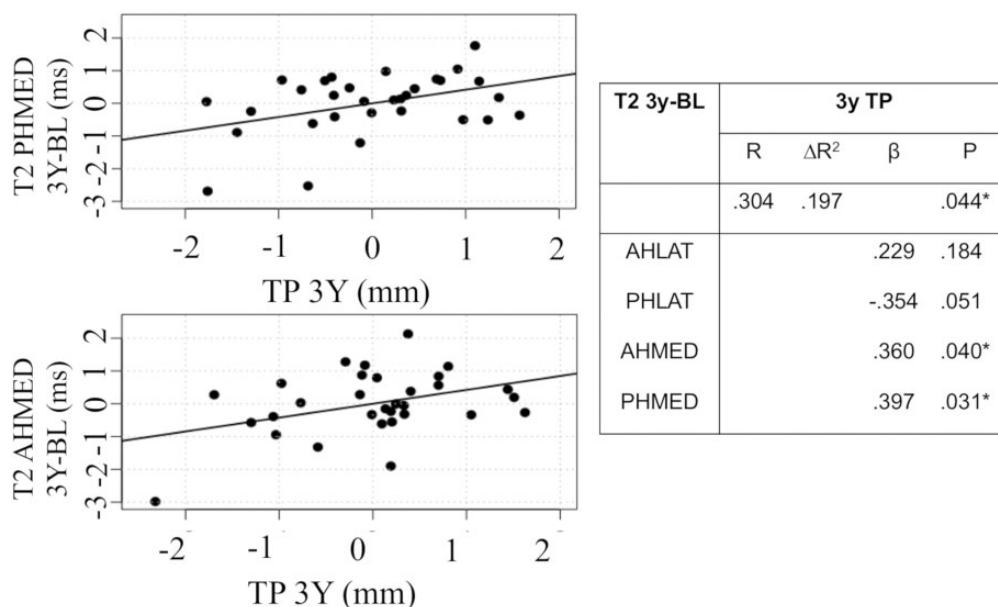 T2 PHMED
3Y-BL (ms)
2
1
0
-1
-2
-3
-2 -1 0 1 2
TP 3Y (mm)
T2 AHMED
3Y-BL (ms)
2
1
0
-1
-2
-3
-2 -1 0 1 2
TP 3Y (mm)
T2 3y-BL 3y TP
R ΔR² β P
.304 .197 .044*
AHLAT .229 .184
PHLAT -.354 .051
AHMED .360 .040*
PHMED .397 .031*